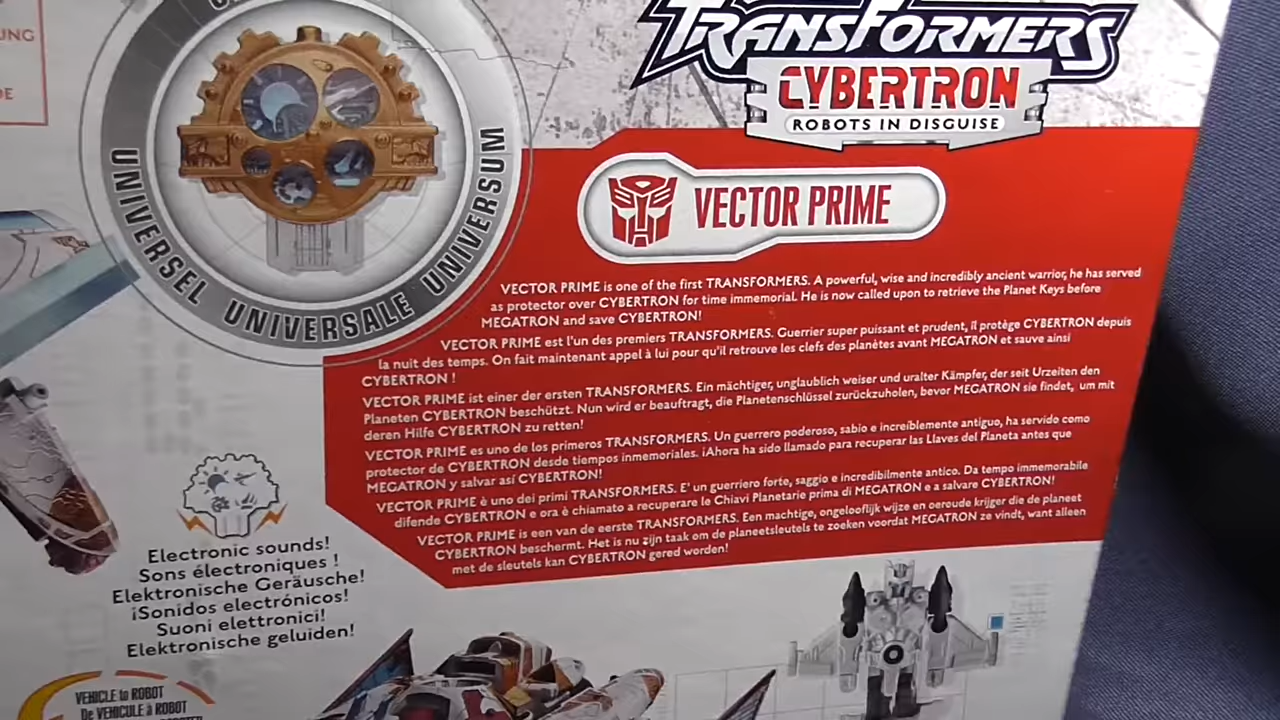 UNG
DE
UNIVERSEL UNIVERSALE UNIVERSUM
TRANSFORMERS
CYBERTRON
ROBOTS IN DISGUISE
VECTOR PRIME
VECTOR PRIME is one of the first TRANSFORMERS. A powerful, wise and incredibly ancient warrior, he has served
as protector over CYBERTRON for time immemorial. He is now called upon to retrieve the Planet Keys before
MEGATRON and save CYBERTRON!
VECTOR PRIME est l'un des premiers TRANSFORMERS. Guerrier super puissant et prudent, il protège CYBERTRON depuis
la nuit des temps. On fait maintenant appel à lui pour qu'il retrouve les clefs des planètes avant MEGATRON et sauve ainsi
CYBERTRON !
VECTOR PRIME ist einer der ersten TRANSFORMERS. Ein mächtiger, unglaublich weiser und uralter Kämpfer, der seit Urzeiten den
Planeten CYBERTRON beschützt. Nun wird er beauftragt, die Planetenschlüssel zurückzuholen, bevor MEGATRON sie findet, um mit
deren Hilfe CYBERTRON zu retten!
VECTOR PRIME es uno de los primeros TRANSFORMERS. Un guerrero poderoso, sabio e increíblemente antiguo, ha servido como
protector de CYBERTRON desde tiempos inmemoriales. ¡Ahora ha sido llamado para recuperar las Llaves del Planeta antes que
MEGATRON y salvar así CYBERTRON!
VECTOR PRIME è uno dei primi TRANSFORMERS. E' un guerriero forte, saggio e incredibilmente antico. Da tempo immemorabile
difende CYBERTRON e ora è chiamato a recuperare le Chiavi Planetarie prima di MEGATRON e a salvare CYBERTRON!
VECTOR PRIME is een van de eerste TRANSFORMERS. Een machtige, ongelooflijk wijze en oeroude krijger die de planeet
CYBERTRON beschermt. Het is nu zijn taak om de planeetsleutels te zoeken voordat MEGATRON ze vindt, want alleen
met de sleutels kan CYBERTRON gered worden!
Electronic sounds!
Sons électroniques !
Elektronische Geräusche!
¡Sonidos electrónicos!
Suoni elettronici!
Elektronische geluiden!
VEHICLE to ROBOT
De VEHICULE à ROBOT